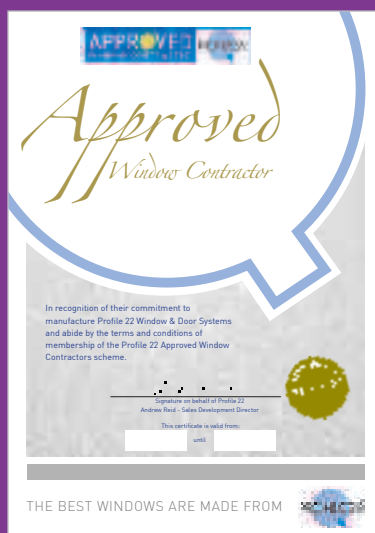 APPROVED
Approved
Window Contractor
In recognition of their commitment to
manufacture Profile 22 Window & Door Systems
and abide by the terms and conditions of
membership of the Profile 22 Approved Window
Contractors scheme.
Signature on behalf of Profile 22
Andrew Reid - Sales Development Director
This certificate is valid from:
until
THE BEST WINDOWS ARE MADE FROM